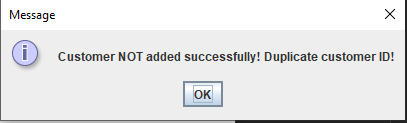 Message
Customer NOT added successfully! Duplicate customer ID!
OK